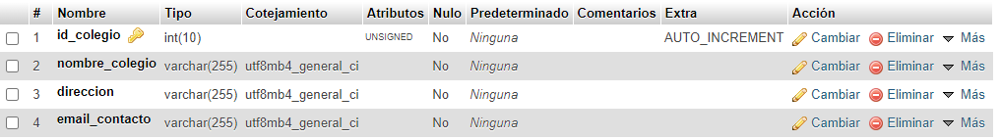 # Nombre Tipo Cotejamiento Atributos Nulo Predeterminado Comentarios Extra Acción
1 id_colegio int(10) UNSIGNED No Ninguna AUTO_INCREMENT Cambiar Eliminar Más
2 nombre_colegio varchar(255) utf8mb4_general_ci No Ninguna Cambiar Eliminar Más
3 direccion varchar(255) utf8mb4_general_ci No Ninguna Cambiar Eliminar Más
4 email_contacto varchar(255) utf8mb4_general_ci No Ninguna Cambiar Eliminar Más